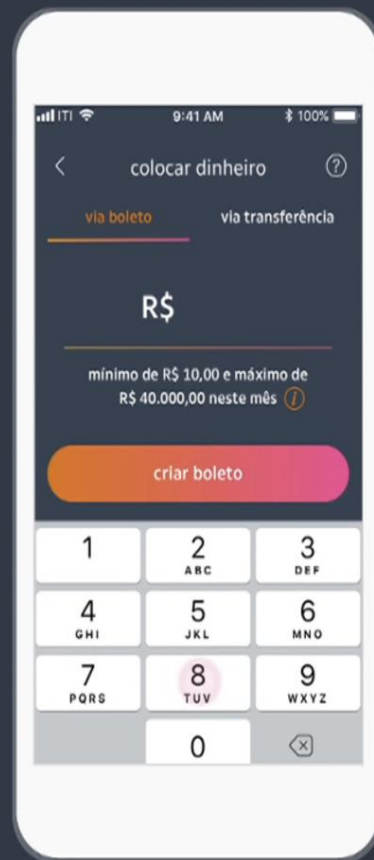 ITI 9:41 AM 100%
colocar dinheiro ?
via boleto via transferência
R$
mínimo de R$ 10,00 e máximo de
R$ 40.000,00 neste mês i
criar boleto
1 2 3
ABC DEF
4 5 6
GHI JKL MNO
7 8 9
PQRS TUV WXYZ
0